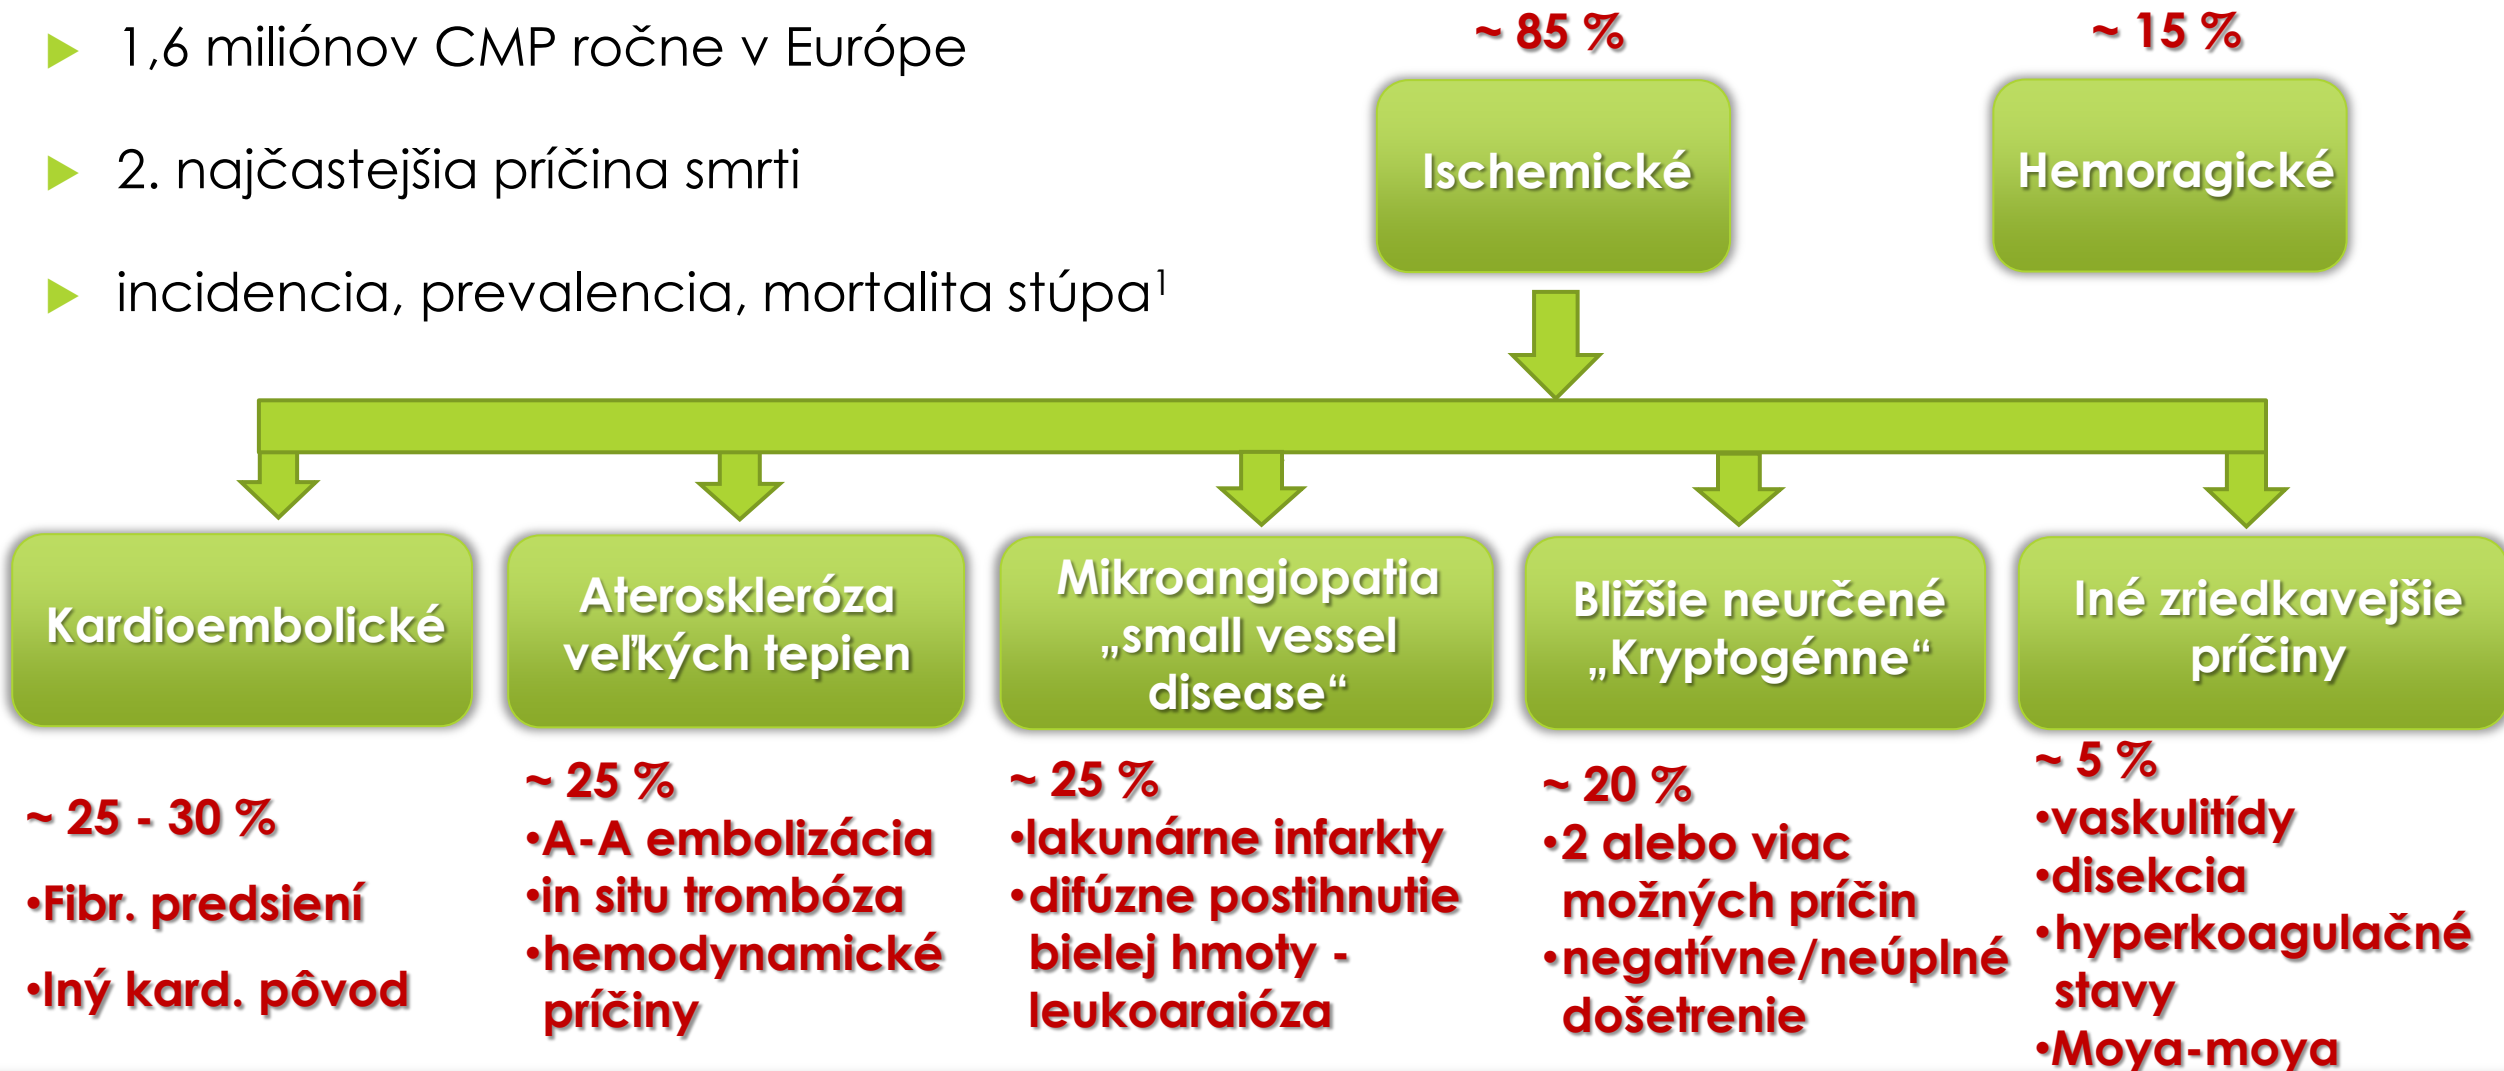 ▶ 1,6 miliónov CMP ročne v Európe
▶ 2. najčastejšia príčina smrti
▶ incidencia, prevalencia, mortalita stúpa¹
~ 85 %
Ischemické
~ 15 %
Hemoragické
Kardioembolické
~ 25 - 30 %
•Fibr. predsiení
•Iný kard. pôvod
Ateroskleróza
veľkých tepien
~ 25 %
•A-A embolizácia
•in situ trombóza
•hemodynamické
príčiny
Mikroangiopatia
„small vessel
disease“
~ 25 %
•lakunárne infarkty
•difúzne postihnutie
bielej hmoty -
leukoaraióza
Bližšie neurčené
„Kryptogénne“
~ 20 %
•2 alebo viac
možných príčin
•negatívne/neúplné
došetrenie
Iné zriedkavejšie
príčiny
~ 5 %
•vaskulitídy
•disekcia
•hyperkoagulačné
stavy
•Moya-moya